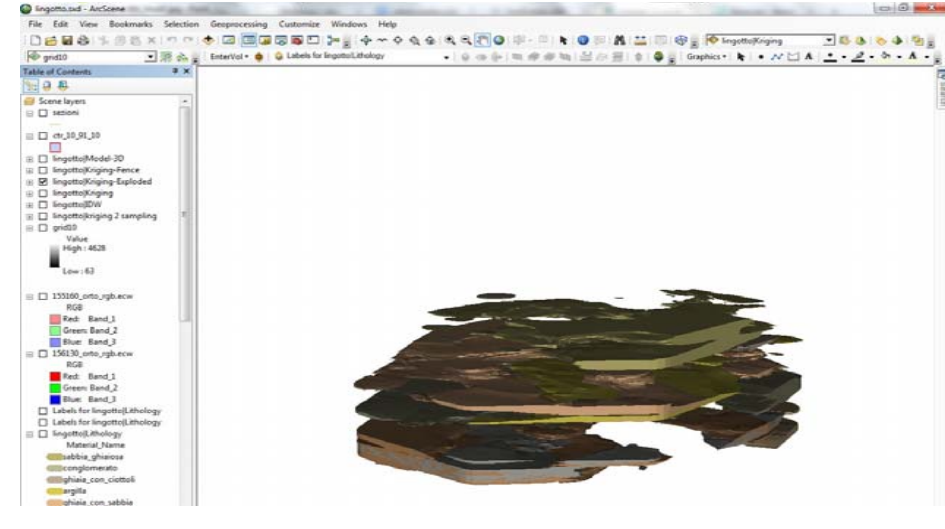 lingotto.sxd - ArcScene
File Edit View Bookmarks Selection Geoprocessing Customize Windows Help
lingotto|Kriging
grid10 EnterVol Labels for lingotto|Lithology Graphics
Table of Contents
Scene layers
sezioni
ctr_10_91_10
lingotto|Model-3D
lingotto|Kriging-Fence
lingotto|Kriging-Exploded
lingotto|Kriging
lingotto|IDW
lingotto|kriging 2 sampling
grid10
Value
High : 4628
Low : 63
155160_orto_rgb.ecw
RGB
Red: Band_1
Green: Band_2
Blue: Band_3
156130_orto_rgb.ecw
RGB
Red: Band_1
Green: Band_2
Blue: Band_3
Labels for lingotto|Lithology
Labels for lingotto|Lithology
lingotto|Lithology
Material_Name
sabbia_ghiaiosa
conglomerato
ghiaia_con_ciottoli
argilla
ghiaia_con_sabbia